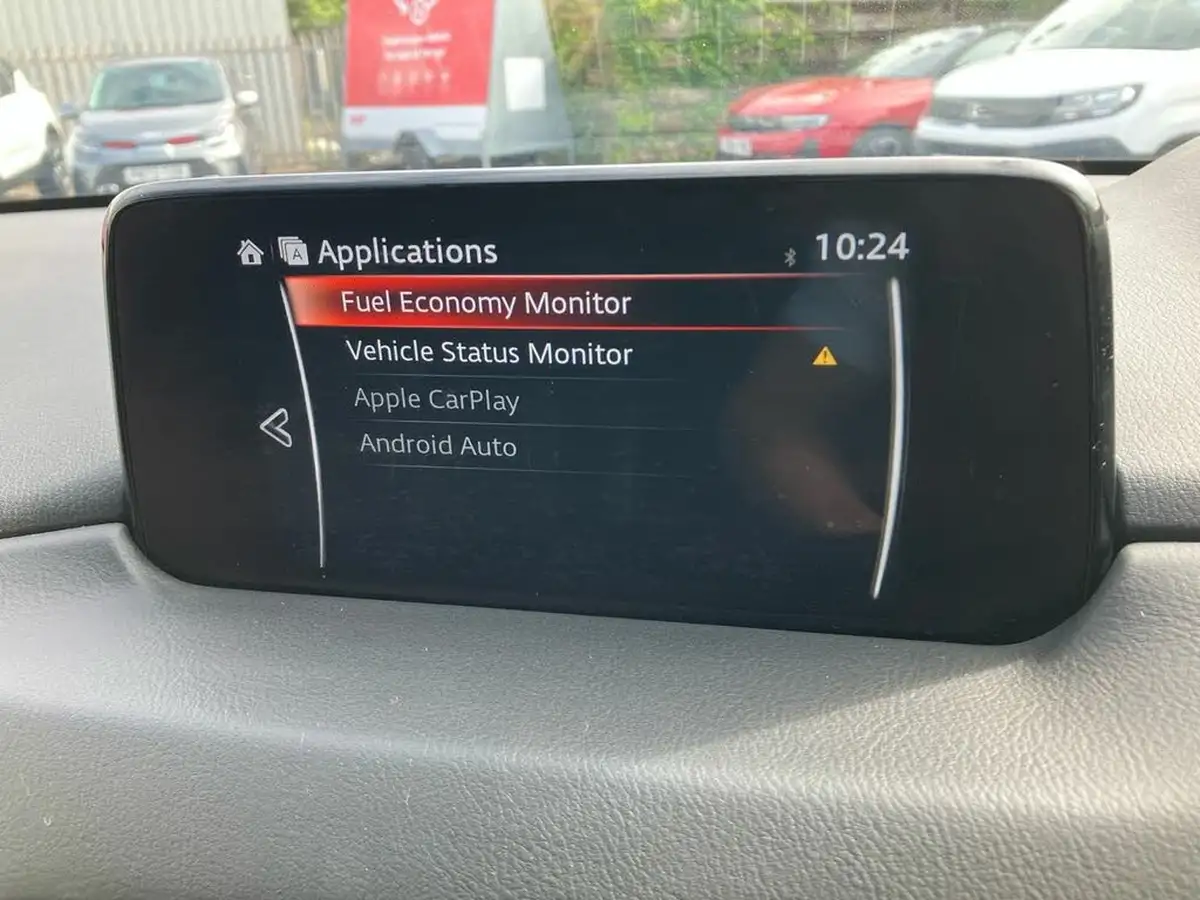 Applications
10:24
Fuel Economy Monitor
Vehicle Status Monitor
Apple CarPlay
Android Auto